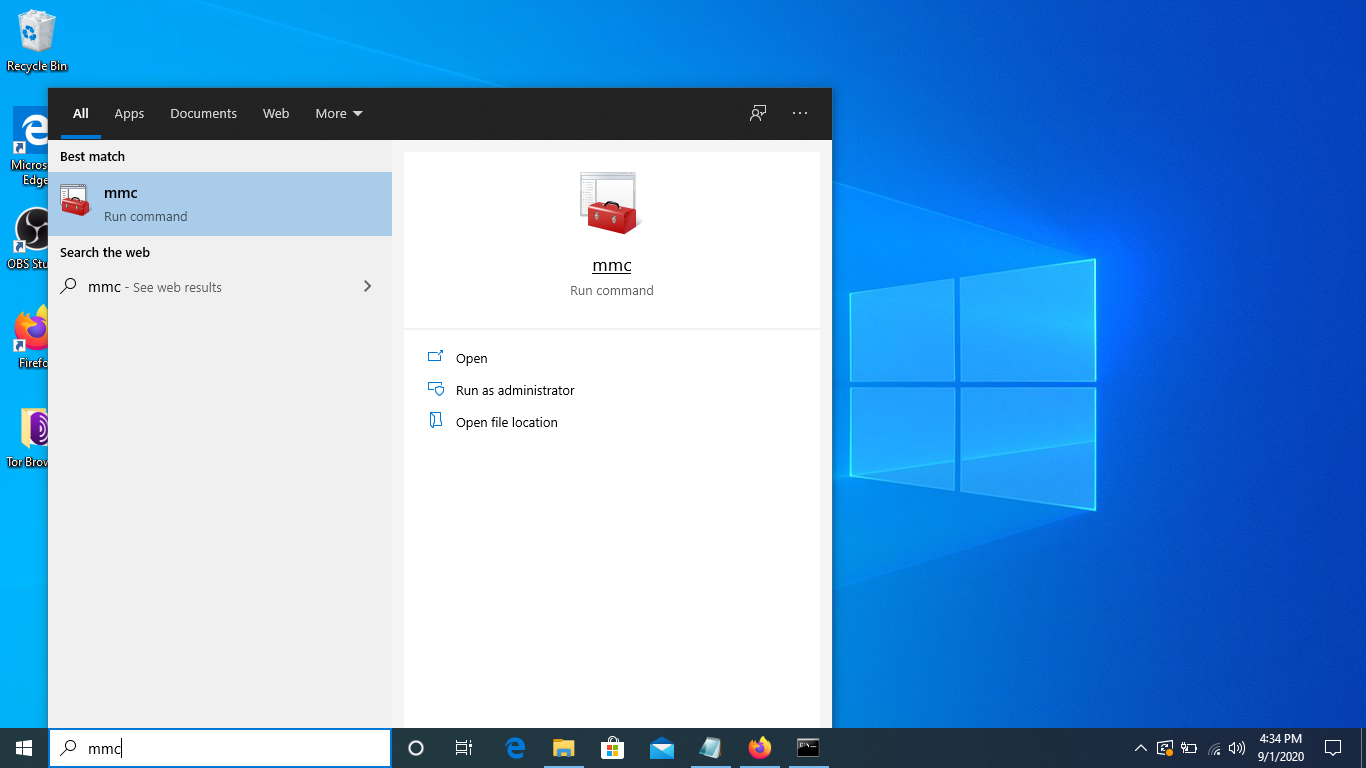 Recycle Bin
All Apps Documents Web More
Best match
mmc
Run command
Search the web
mmc - See web results
mmc
Run command
Open
Run as administrator
Open file location
Micros
Edge
OBS Stu
Firefo
Tor Brow
mmc
4:34 PM
9/1/2020